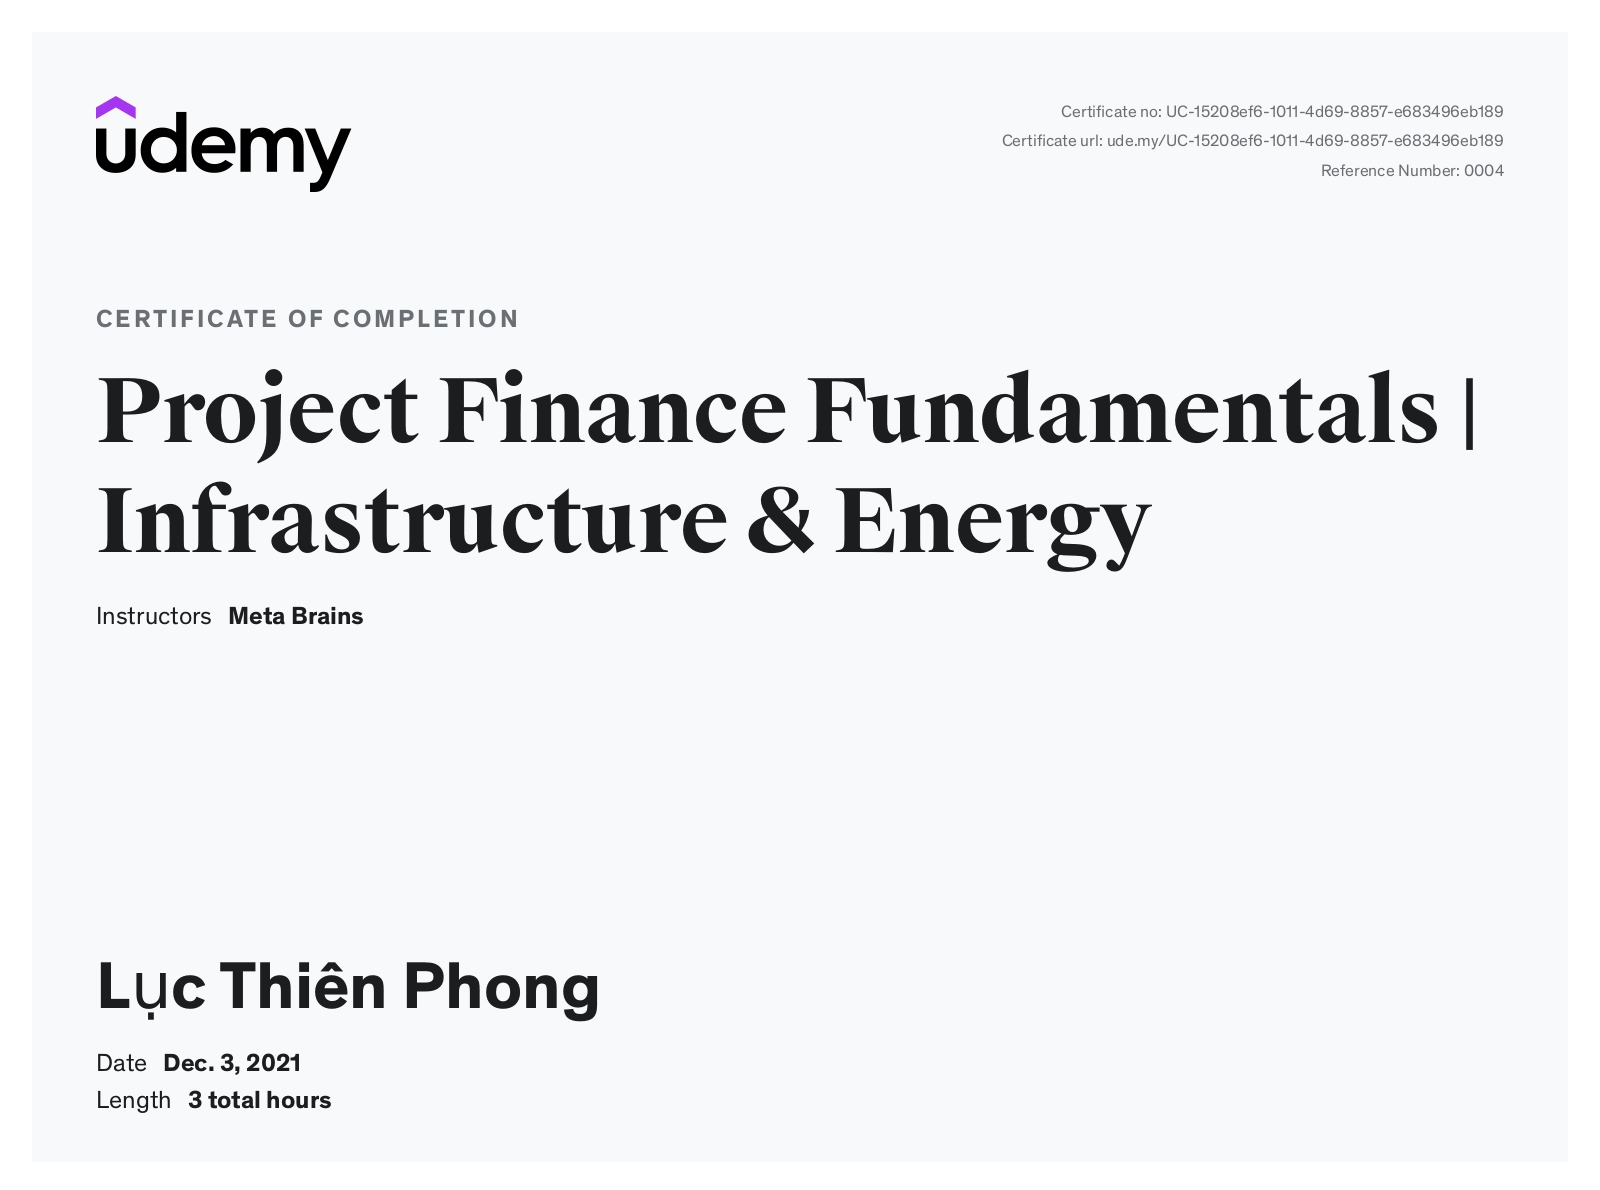 udemy
Certificate no: UC-15208ef6-1011-4d69-8857-e683496eb189
Certificate url: ude.my/UC-15208ef6-1011-4d69-8857-e683496eb189
Reference Number: 0004
CERTIFICATE OF COMPLETION
Project Finance Fundamentals |
Infrastructure & Energy
Instructors Meta Brains
Lục Thiên Phong
Date Dec. 3, 2021
Length 3 total hours